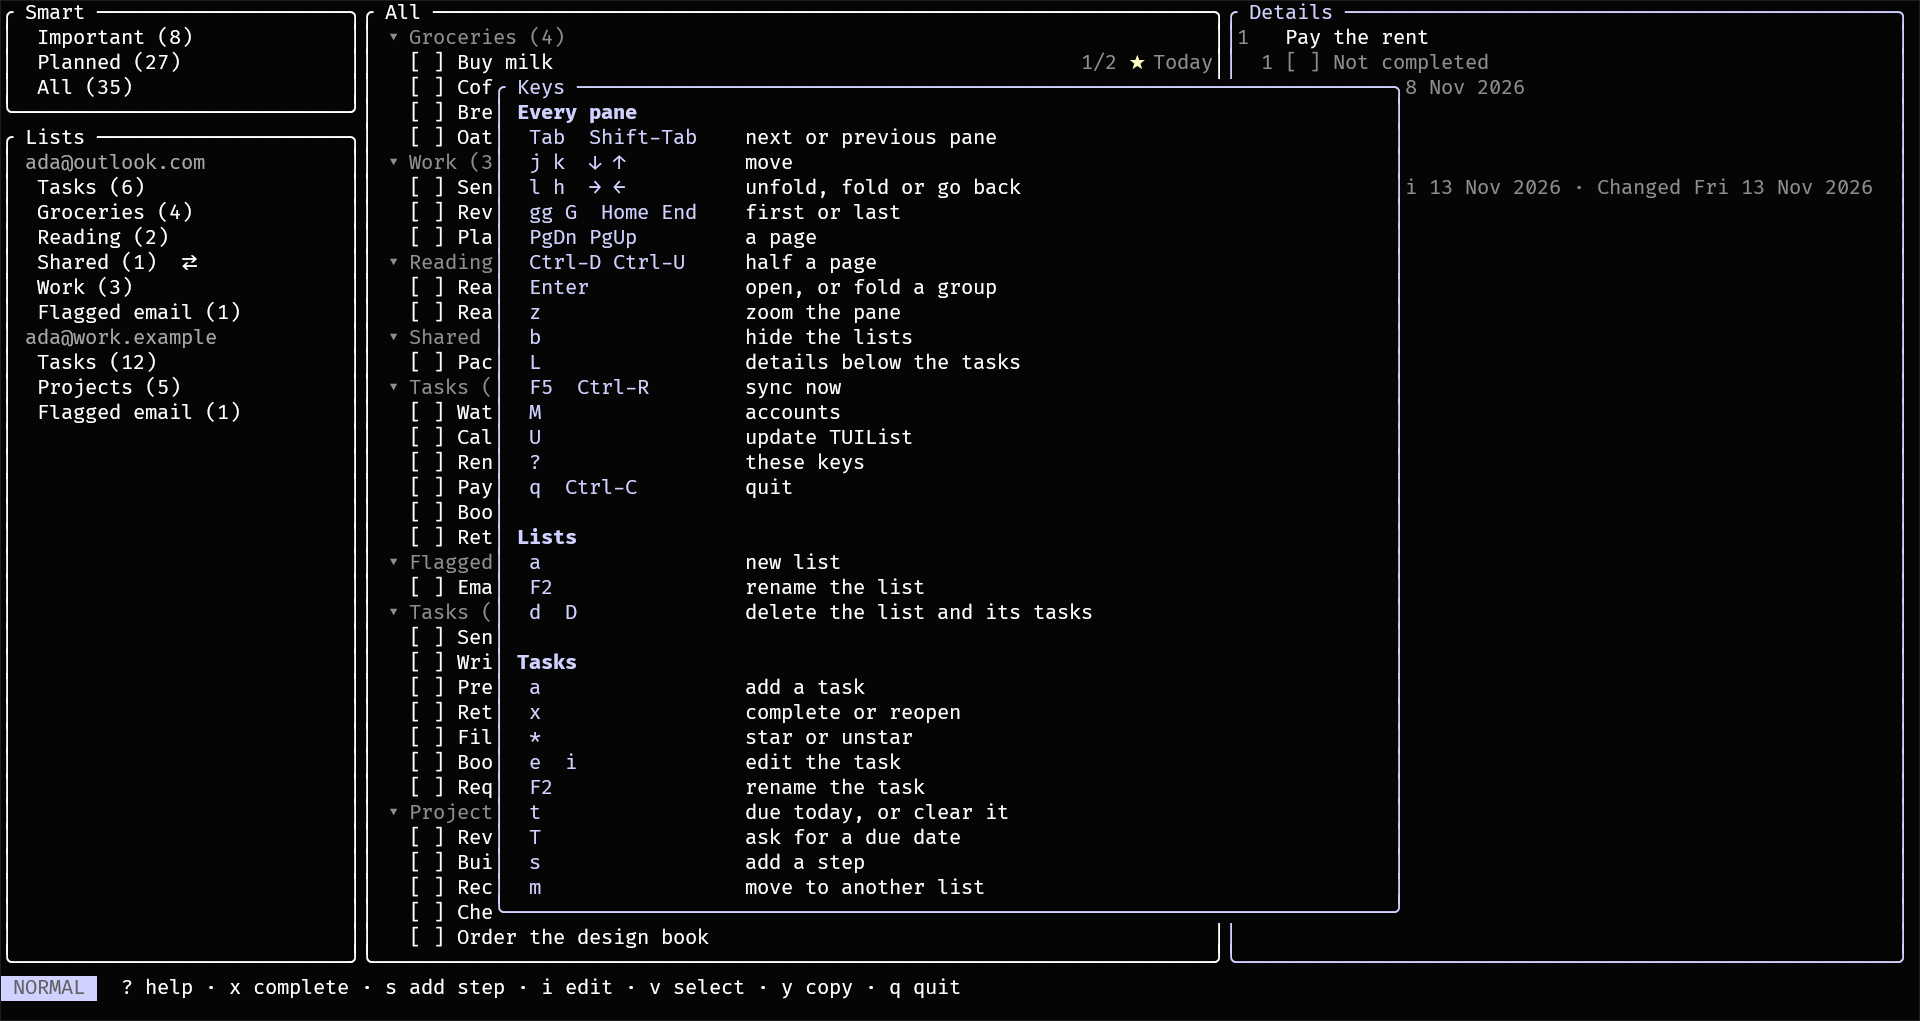 Smart
Important (8)
Planned (27)
All (35)
Lists
ada@outlook.com
Tasks (6)
Groceries (4)
Reading (2)
Shared (1) ⇄
Work (3)
Flagged email (1)
ada@work.example
Tasks (12)
Projects (5)
Flagged email (1)
All
▾ Groceries (4)
[ ] Buy milk 1/2 ★ Today
[ ] Cof
[ ] Bre
[ ] Oat
▾ Work (3
[ ] Sen
[ ] Rev
[ ] Pla
▾ Reading
[ ] Rea
[ ] Rea
▾ Shared
[ ] Pac
▾ Tasks (
[ ] Wat
[ ] Cal
[ ] Ren
[ ] Pay
[ ] Boo
[ ] Ret
▾ Flagged
[ ] Ema
▾ Tasks (
[ ] Sen
[ ] Wri
[ ] Pre
[ ] Ret
[ ] Fil
[ ] Boo
[ ] Req
▾ Project
[ ] Rev
[ ] Bui
[ ] Rec
[ ] Che
[ ] Order the design book
Keys
Every pane
Tab Shift-Tab next or previous pane
j k ↓ ↑ move
l h → ← unfold, fold or go back
gg G Home End first or last
PgDn PgUp a page
Ctrl-D Ctrl-U half a page
Enter open, or fold a group
z zoom the pane
b hide the lists
L details below the tasks
F5 Ctrl-R sync now
M accounts
U update TUIList
? these keys
q Ctrl-C quit
Lists
a new list
F2 rename the list
d D delete the list and its tasks
Tasks
a add a task
x complete or reopen
* star or unstar
e i edit the task
F2 rename the task
t due today, or clear it
T ask for a due date
s add a step
m move to another list
Details
1 Pay the rent
1 [ ] Not completed
8 Nov 2026
i 13 Nov 2026 · Changed Fri 13 Nov 2026
NORMAL ? help · x complete · s add step · i edit · v select · y copy · q quit